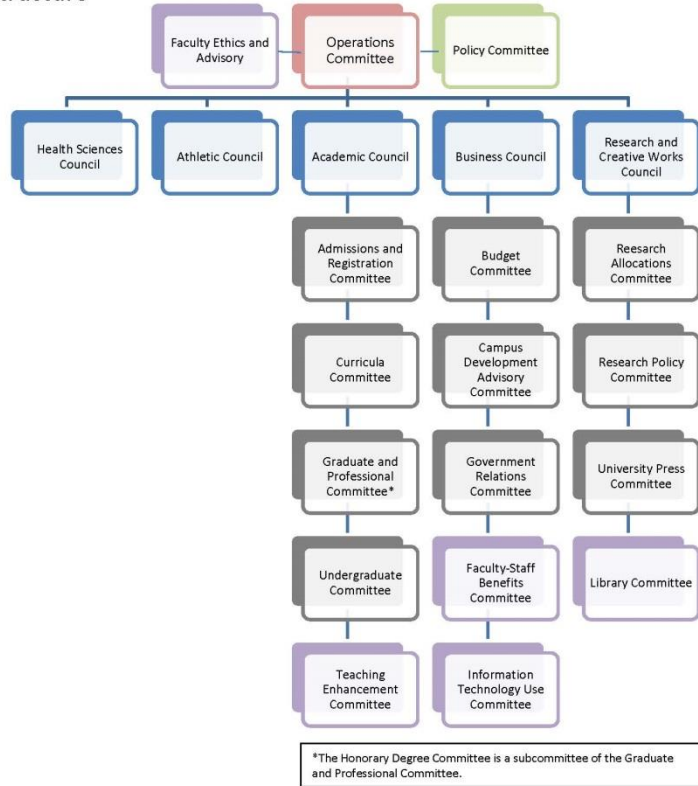 Faculty Ethics and
Advisory
Operations
Committee
Policy Committee
Health Sciences
Council
Athletic Council
Academic Council
Business Council
Research and
Creative Works
Council
Admissions and
Registration
Committee
Budget
Committee
Reesarch
Allocations
Committee
Curricula
Committee
Campus
Development
Advisory
Committee
Research Policy
Committee
Graduate and
Professional
Committee*
Government
Relations
Committee
University Press
Committee
Undergraduate
Committee
Faculty-Staff
Benefits
Committee
Library Committee
Teaching
Enhancement
Committee
Information
Technology Use
Committee
*The Honorary Degree Committee is a subcommittee of the Graduate
and Professional Committee.